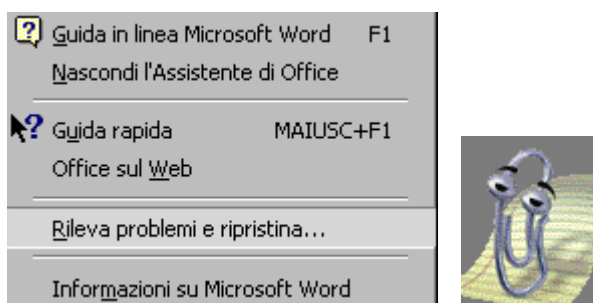 Guida in linea Microsoft Word F1
Nascondi l'Assistente di Office
Guida rapida MAIUSC+F1
Office sul Web
Rileva problemi e ripristina...
Informazioni su Microsoft Word